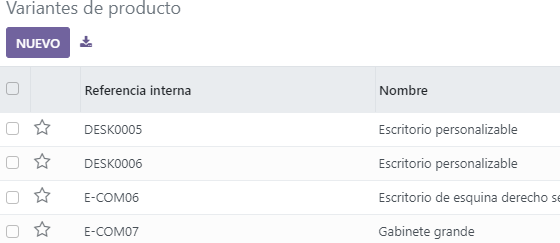 Variantes de producto
NUEVO
Referencia interna Nombre
DESK0005 Escritorio personalizable
DESK0006 Escritorio personalizable
E-COM06 Escritorio de esquina derecho se
E-COM07 Gabinete grande